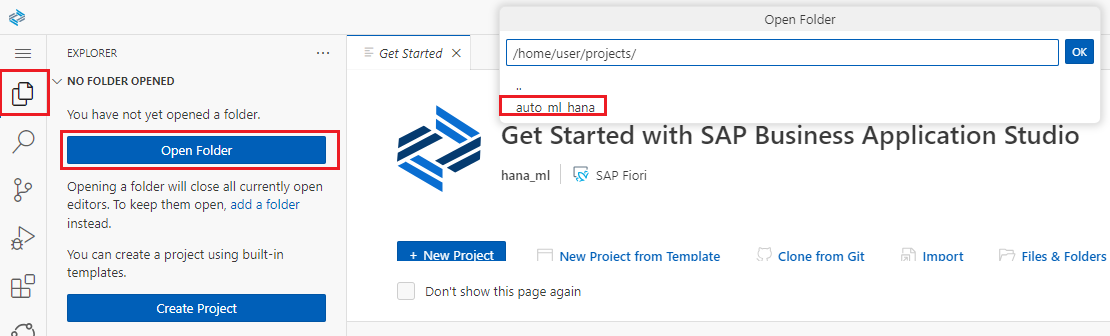 Open Folder
/home/user/projects/
OK
..
auto_ml_hana
EXPLORER
...
NO FOLDER OPENED
You have not yet opened a folder.
Open Folder
Opening a folder will close all currently open
editors. To keep them open, add a folder
instead.
You can create a project using built-in
templates.
Create Project
Get Started
Get Started with SAP Business Application Studio
hana_ml
SAP Fiori
+ New Project
New Project from Template
Clone from Git
Import
Files & Folders
Don't show this page again